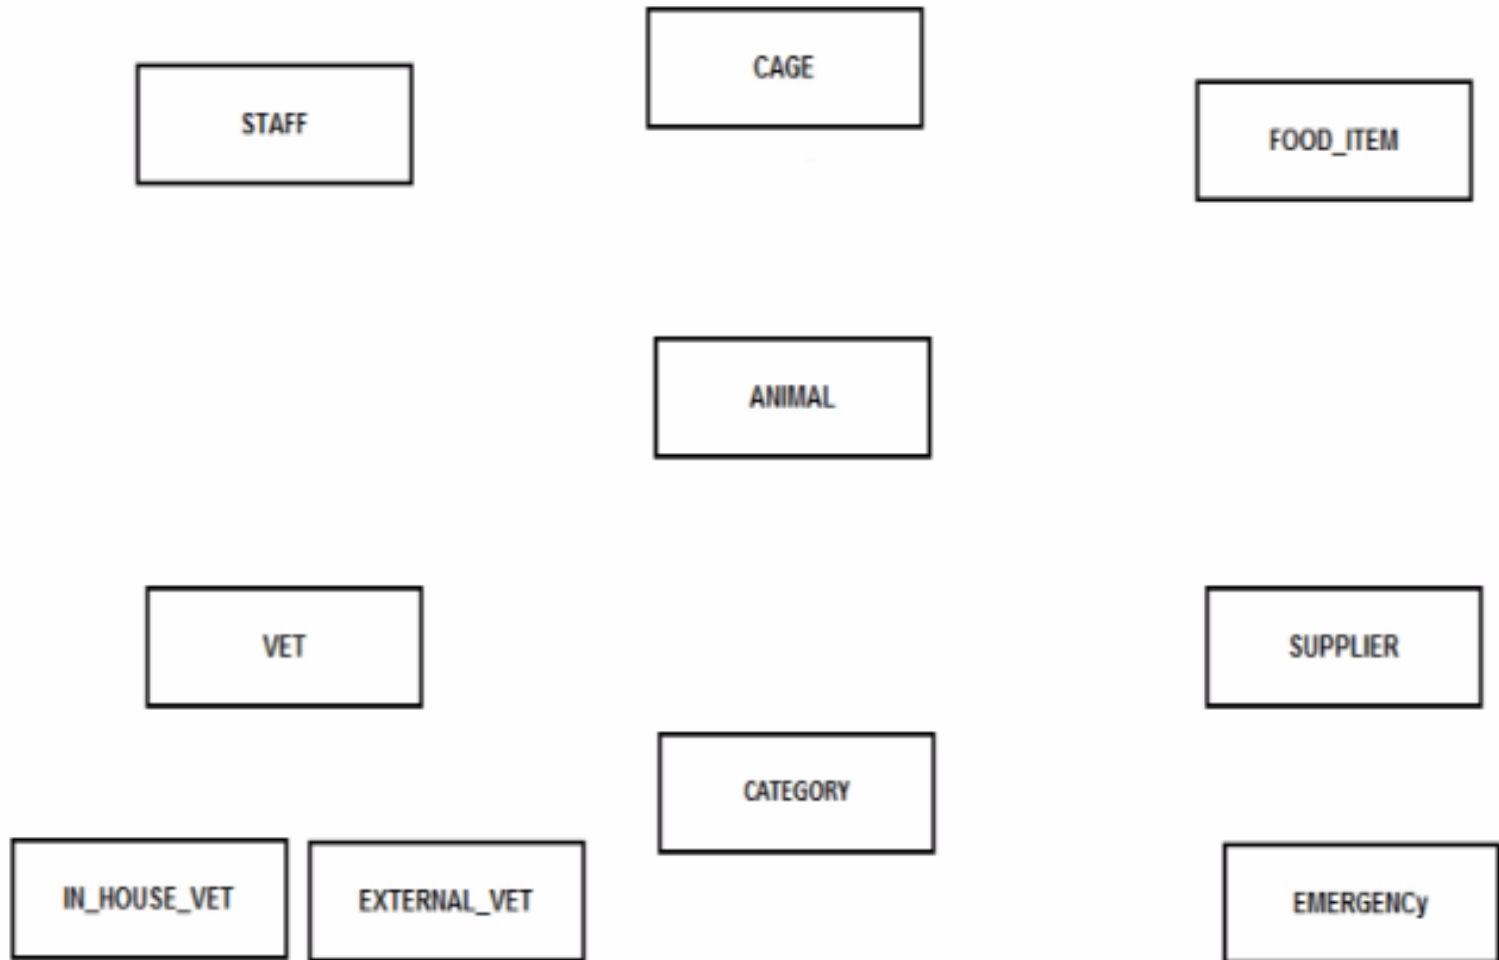 CAGE
STAFF
FOOD_ITEM
ANIMAL
VET
SUPPLIER
CATEGORY
IN_HOUSE_VET
EXTERNAL_VET
EMERGENCy